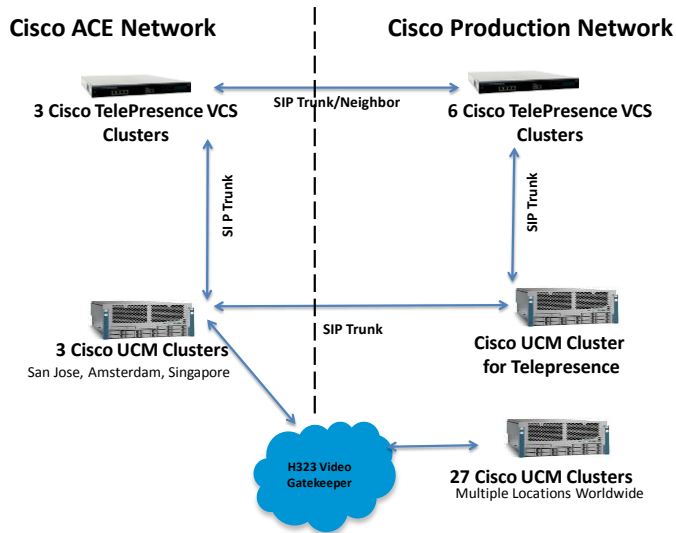 Cisco ACE Network
Cisco Production Network
SIP Trunk/Neighbor
3 Cisco TelePresence VCS
Clusters
6 Cisco TelePresence VCS
Clusters
SI P Trunk
SIP Trunk
SIP Trunk
3 Cisco UCM Clusters
San Jose, Amsterdam, Singapore
Cisco UCM Cluster
for Telepresence
H323 Video
Gatekeeper
27 Cisco UCM Clusters
Multiple Locations Worldwide